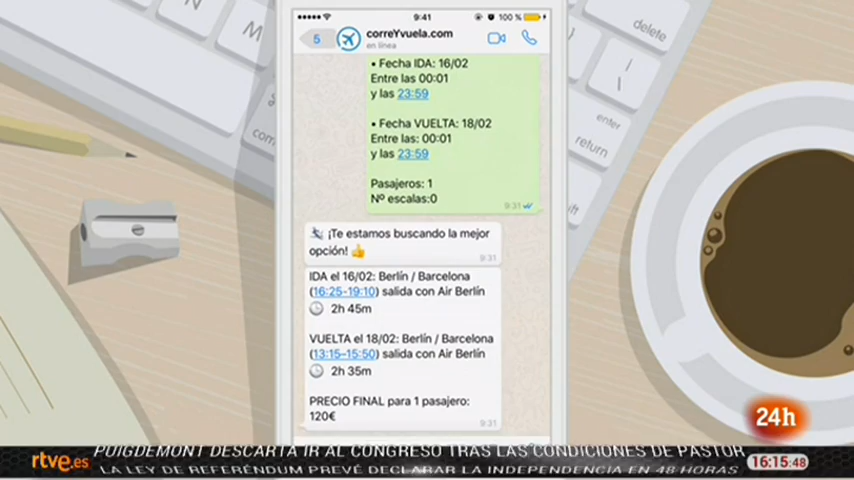 9:41
100 %
5
correYvuela.com
en línea
• Fecha IDA: 16/02
Entre las 00:01
y las 23:59
• Fecha VUELTA: 18/02
Entre las: 00:01
y las 23:59
Pasajeros: 1
Nº escalas:0
9:31
¡Te estamos buscando la mejor
opción! 👍
9:31
IDA el 16/02: Berlín / Barcelona
(16:25-19:10) salida con Air Berlín
2h 45m
VUELTA el 18/02: Berlín / Barcelona
(13:15–15:50) salida con Air Berlín
2h 35m
PRECIO FINAL para 1 pasajero:
120€
9:31
delete
enter
return
M
24h
PUIGDEMONT DESCARTA IR AL CONGRESO TRAS LAS CONDICIONES DE PASTOR
LA LEY DE REFERÉNDUM PREVÉ DECLARAR LA INDEPENDENCIA EN 48 HORAS
rtve.es
16:15:48